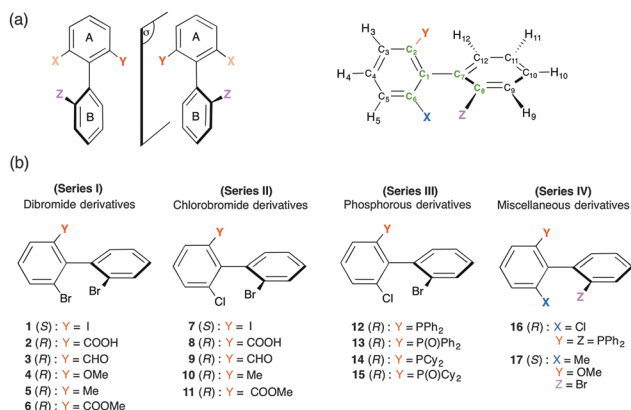 (a)
A
X
Y
Z
B
σ
A
Y
X
Z
B
H3
Y
H12
H11
C3
C2
C12
C11
H4
C4
C1
C7
C10
H10
C5
C6
C8
C9
H5
X
Z
H9
(b)
(Series I)
Dibromide derivatives
Y
Br
Br
1 (S) : Y = I
2 (R) : Y = COOH
3 (R) : Y = CHO
4 (R) : Y = OMe
5 (R) : Y = Me
6 (R) : Y = COOMe
(Series II)
Chlorobromide derivatives
Y
Cl
Br
7 (S) : Y = I
8 (R) : Y = COOH
9 (R) : Y = CHO
10 (R) : Y = Me
11 (R) : Y = COOMe
(Series III)
Phosphorous derivatives
Y
Cl
Br
12 (R) : Y = PPh2
13 (R) : Y = P(O)Ph2
14 (R) : Y = PCy2
15 (R) : Y = P(O)Cy2
(Series IV)
Miscellaneous derivatives
Y
Z
X
16 (R) : X = Cl
Y = Z = PPh2
17 (S) : X = Me
Y = OMe
Z = Br